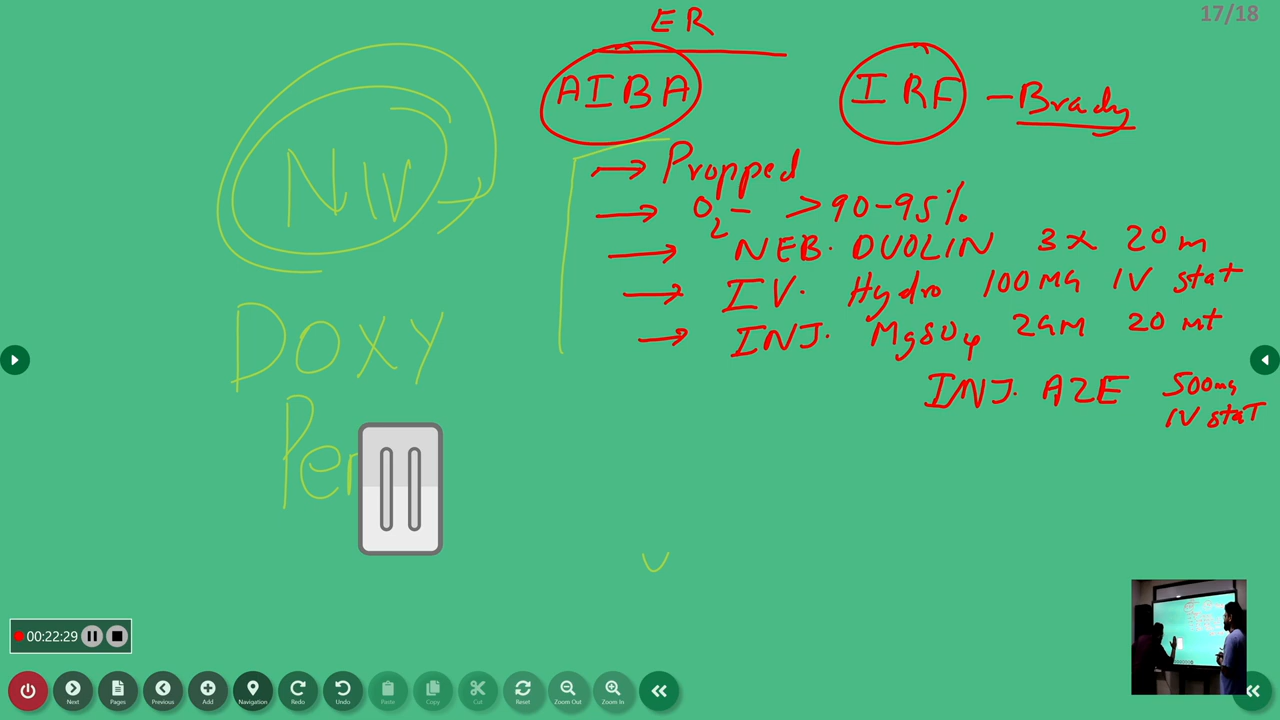 17/18
ER
AIBA IRF - Brady
→ Propped
→ O2 - >90-95%
→ NEB. DUOLIN 3 x 20 m
→ IV. Hydro 100mg IV stat
→ INJ. MgSO4 2GM 20 mt
INJ. AZE 500mg
IV staT
NIV
DOXY
Per
00:22:29
Next Pages Previous Add Navigation Redo Undo Paste Copy Cut Reset Zoom Out Zoom In